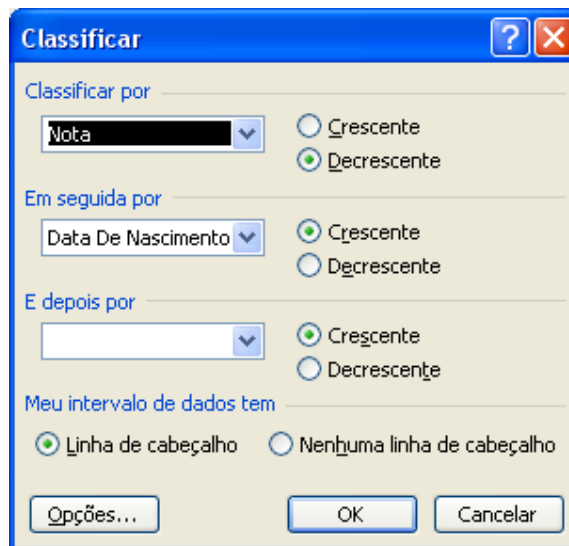 Classificar
Classificar por
Nota
Crescente
Decrescente
Em seguida por
Data De Nascimento
Crescente
Decrescente
E depois por
Crescente
Decrescente
Meu intervalo de dados tem
Linha de cabeçalho Nenhuma linha de cabeçalho
Opções... OK Cancelar